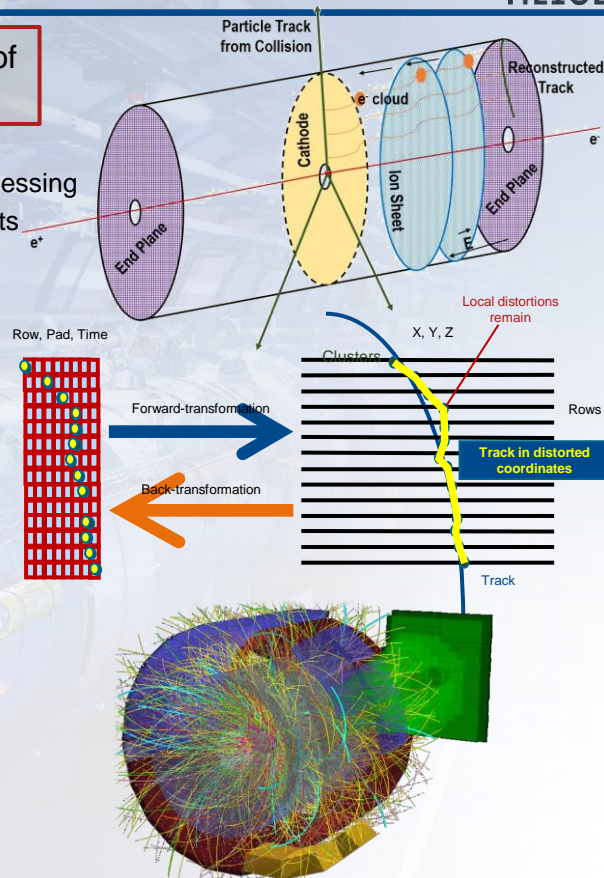 of
essing
ts
Particle Track
from Collision
Reconstructed
Track
e⁻ cloud
Cathode
Ion Sheet
End Plane
End Plane
E
e⁻
e⁺
Local distortions
remain
Row, Pad, Time
X, Y, Z
Clusters
Forward-transformation
Rows
Track in distorted
coordinates
Back-transformation
Track